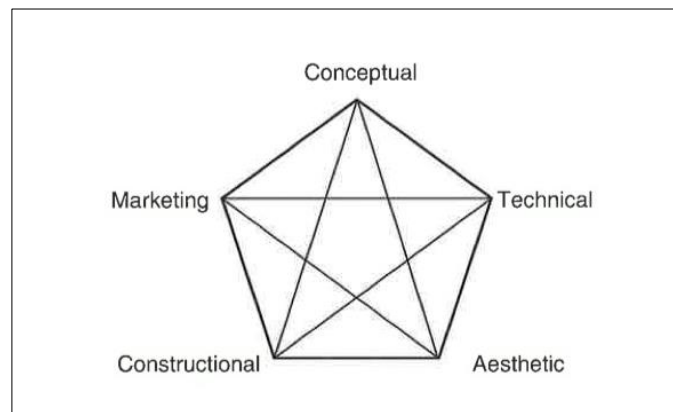 Conceptual
Marketing
Technical
Constructional
Aesthetic